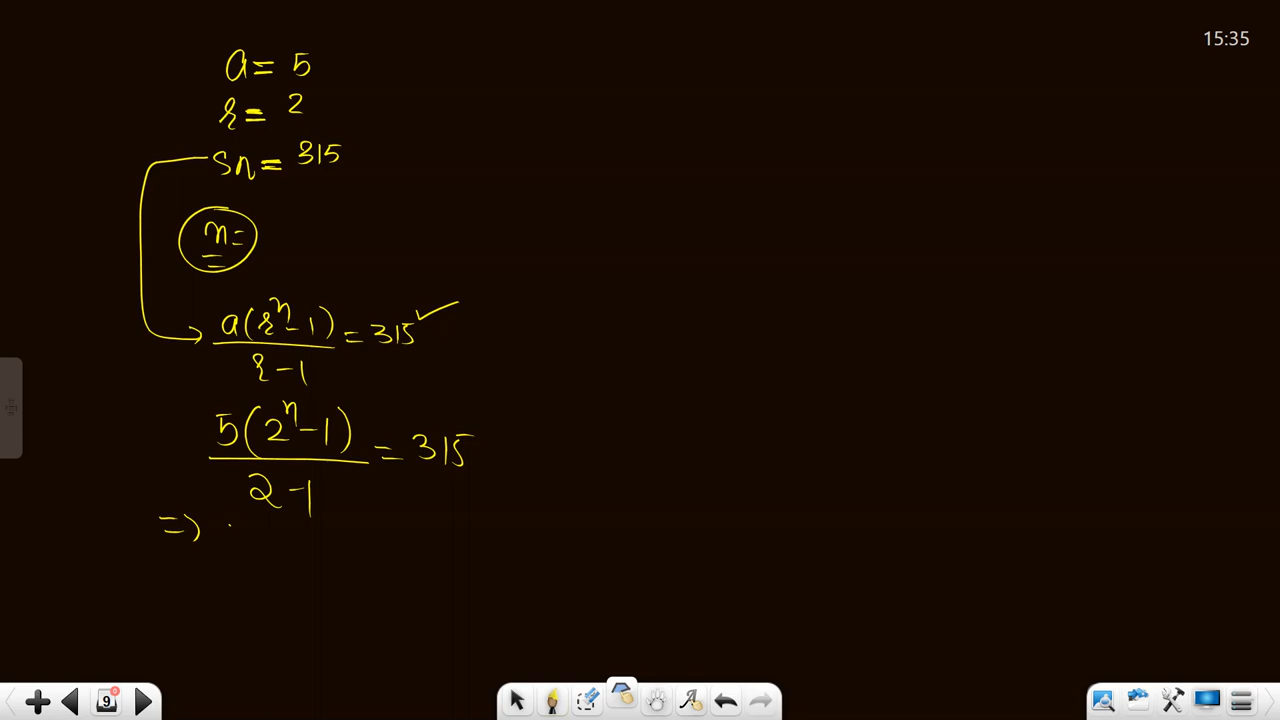 15:35
a = 5
r = 2
Sn = 315
n =
a(r^n - 1) / r - 1 = 315 ✓
5(2^n - 1) / 2 - 1 = 315
=>
9